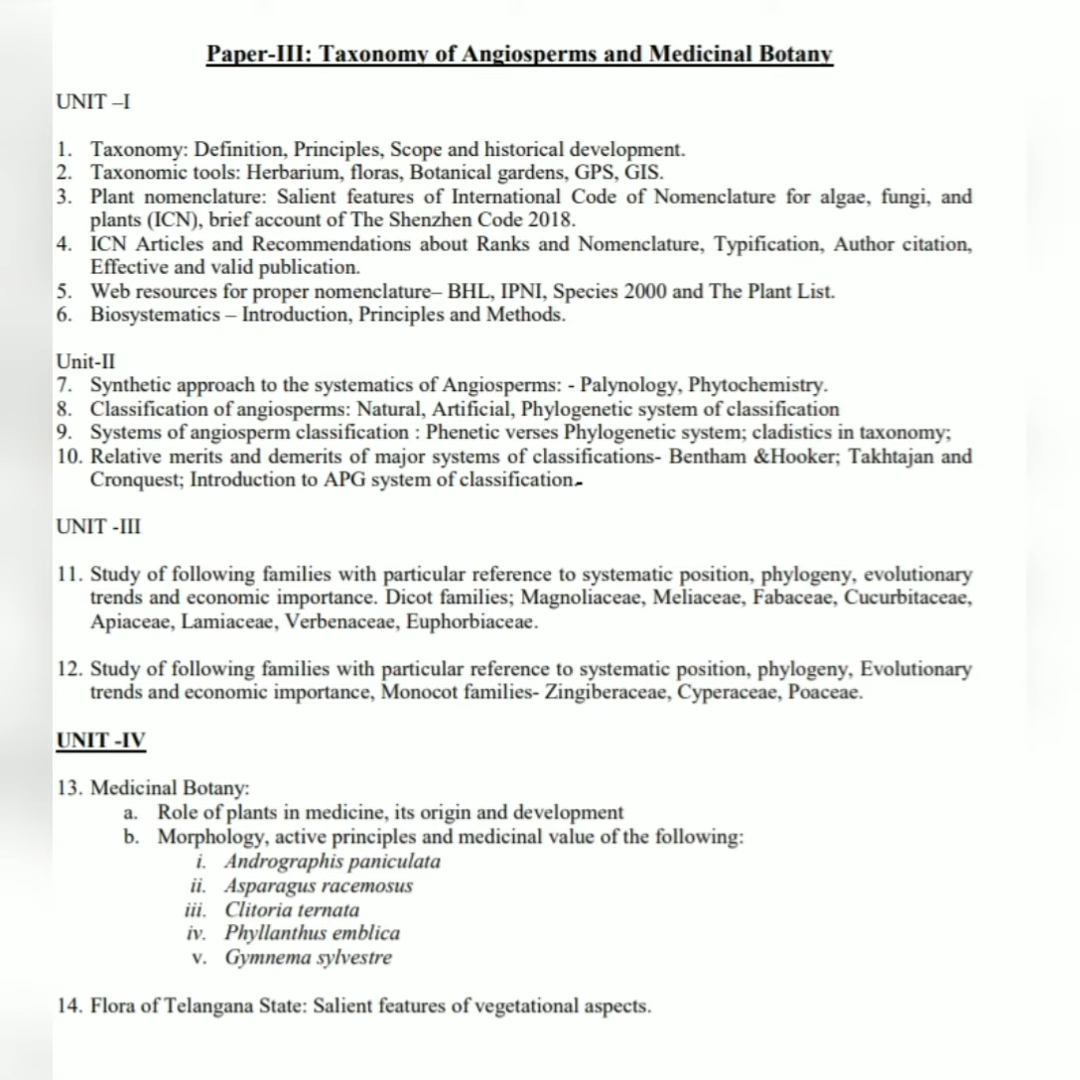 Paper-III: Taxonomy of Angiosperms and Medicinal Botany
UNIT –I
1. Taxonomy: Definition, Principles, Scope and historical development.
2. Taxonomic tools: Herbarium, floras, Botanical gardens, GPS, GIS.
3. Plant nomenclature: Salient features of International Code of Nomenclature for algae, fungi, and
plants (ICN), brief account of The Shenzhen Code 2018.
4. ICN Articles and Recommendations about Ranks and Nomenclature, Typification, Author citation,
Effective and valid publication.
5. Web resources for proper nomenclature– BHL, IPNI, Species 2000 and The Plant List.
6. Biosystematics – Introduction, Principles and Methods.
Unit-II
7. Synthetic approach to the systematics of Angiosperms: - Palynology, Phytochemistry.
8. Classification of angiosperms: Natural, Artificial, Phylogenetic system of classification
9. Systems of angiosperm classification : Phenetic verses Phylogenetic system; cladistics in taxonomy;
10. Relative merits and demerits of major systems of classifications- Bentham &Hooker; Takhtajan and
Cronquest; Introduction to APG system of classification.
UNIT -III
11. Study of following families with particular reference to systematic position, phylogeny, evolutionary
trends and economic importance. Dicot families; Magnoliaceae, Meliaceae, Fabaceae, Cucurbitaceae,
Apiaceae, Lamiaceae, Verbenaceae, Euphorbiaceae.
12. Study of following families with particular reference to systematic position, phylogeny, Evolutionary
trends and economic importance, Monocot families- Zingiberaceae, Cyperaceae, Poaceae.
UNIT -IV
13. Medicinal Botany:
a. Role of plants in medicine, its origin and development
b. Morphology, active principles and medicinal value of the following:
i. Andrographis paniculata
ii. Asparagus racemosus
iii. Clitoria ternata
iv. Phyllanthus emblica
v. Gymnema sylvestre
14. Flora of Telangana State: Salient features of vegetational aspects.